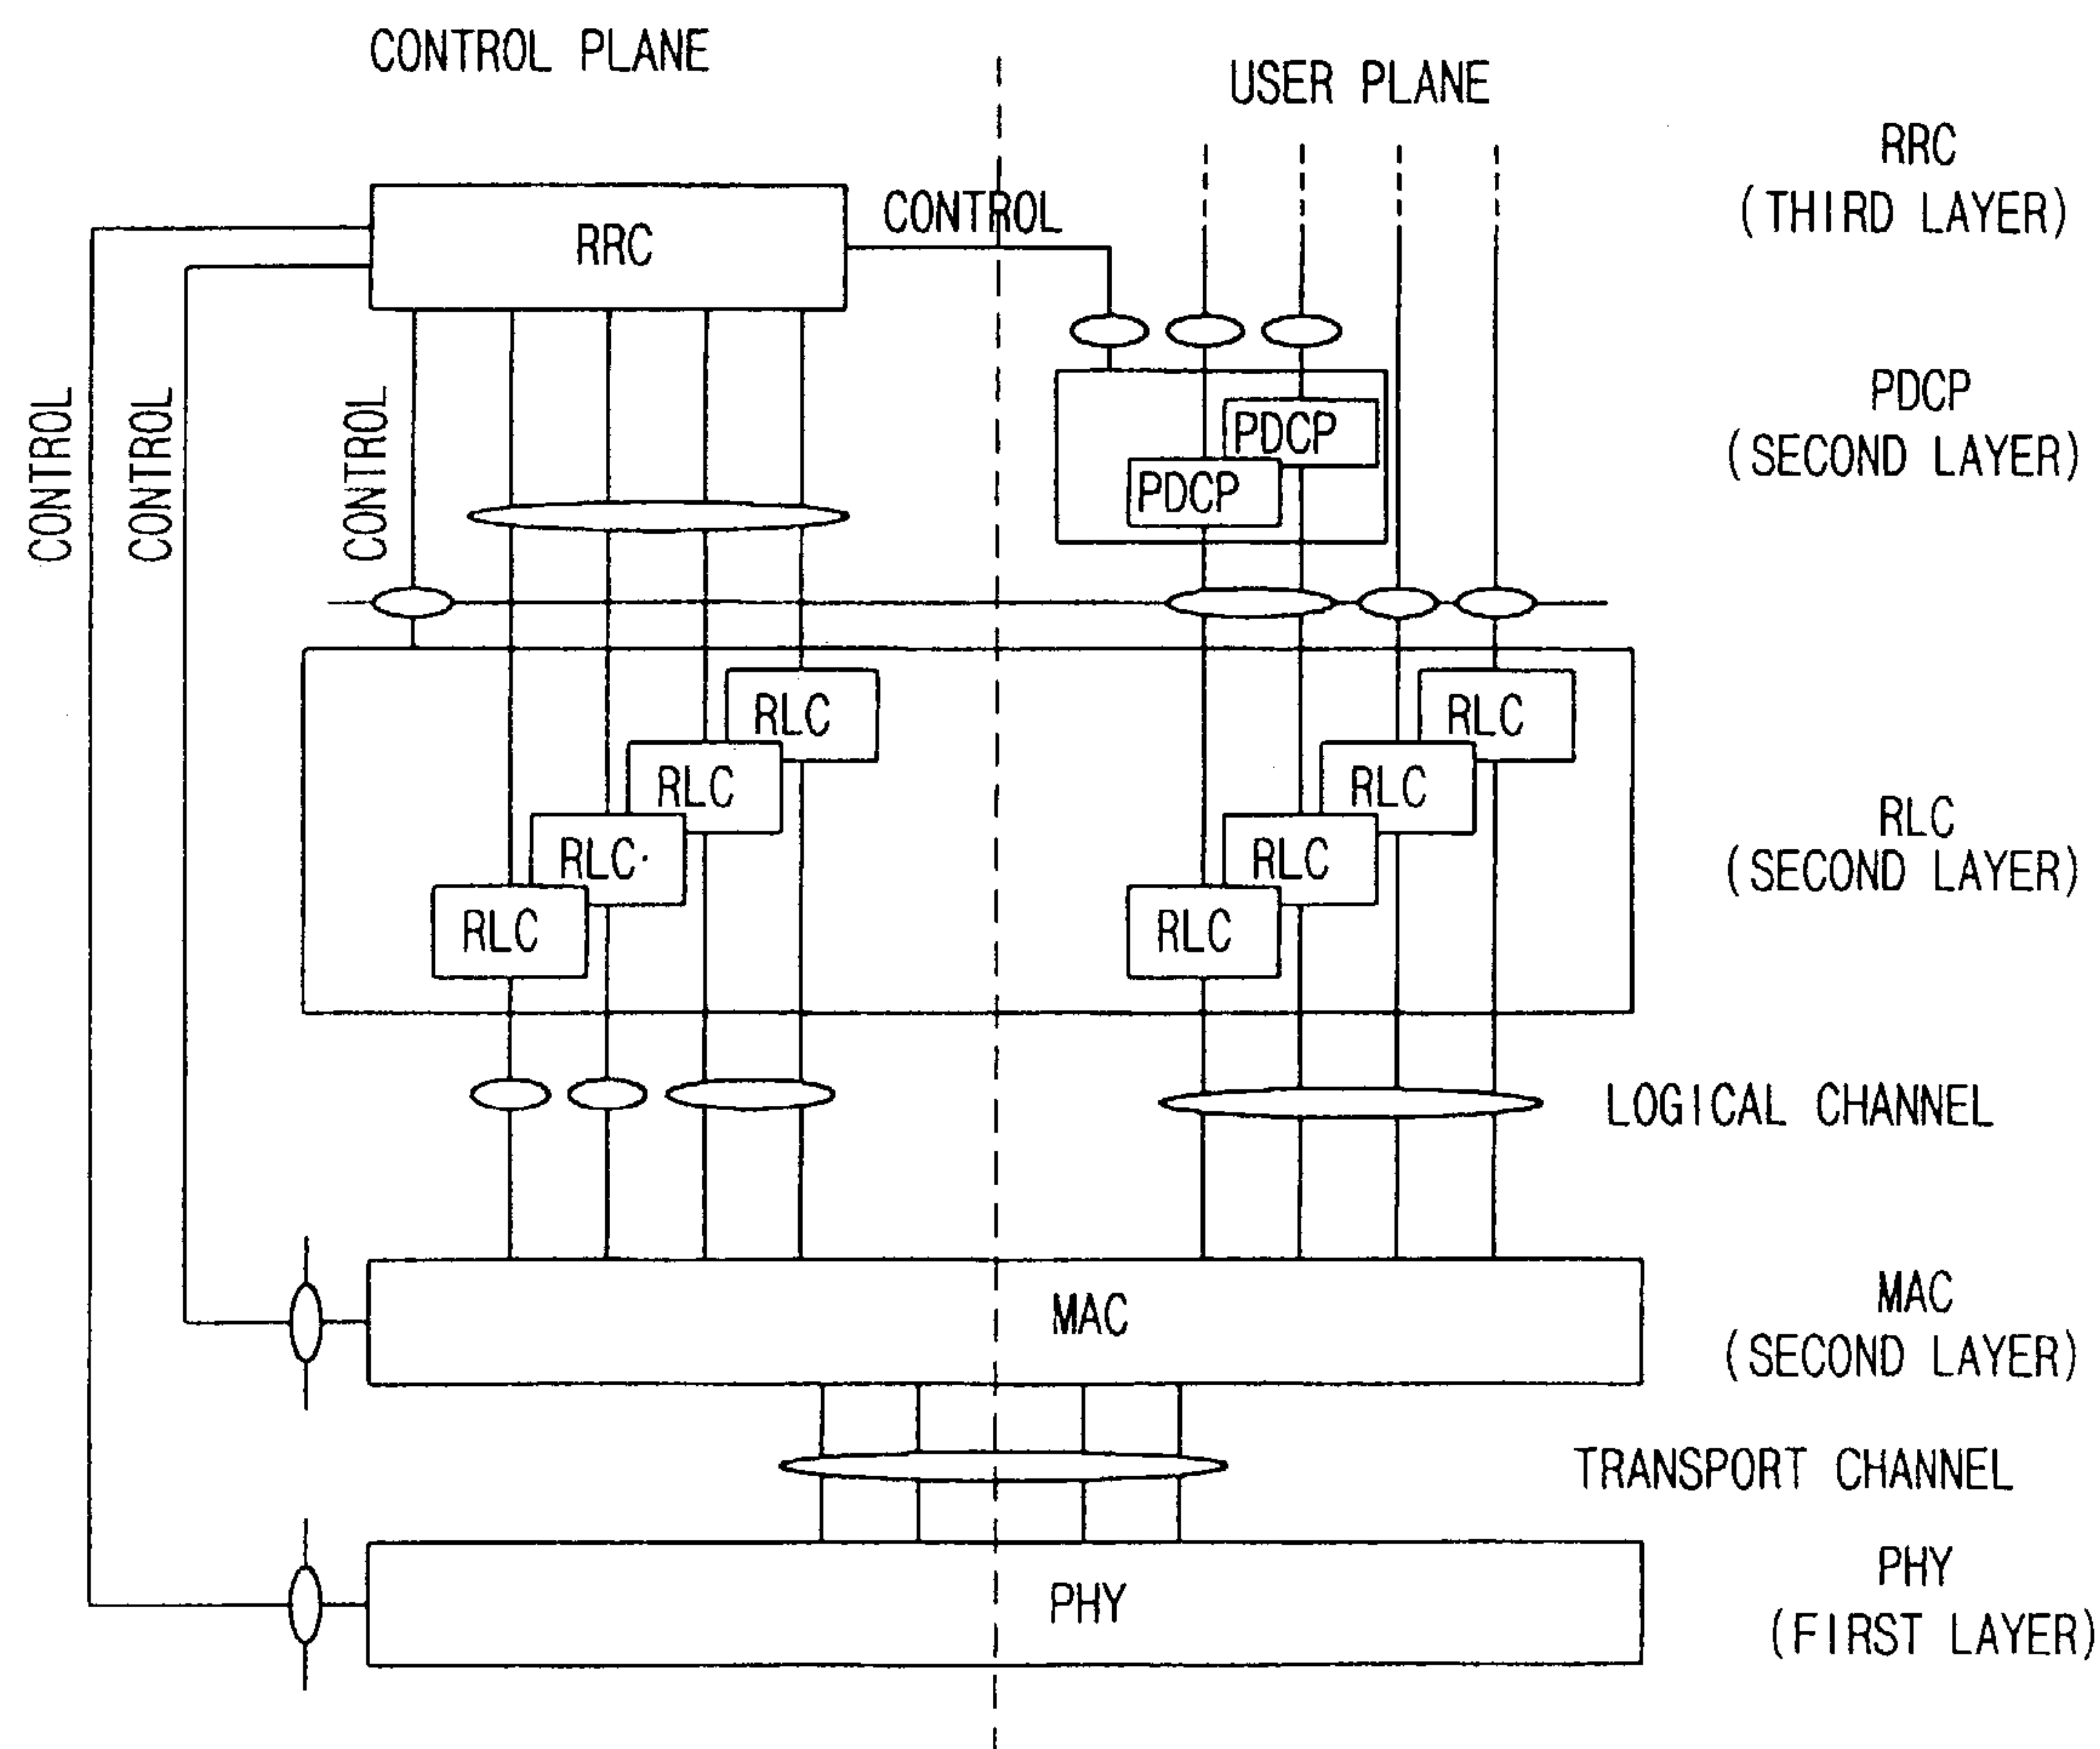 CONTROL PLANE
USER PLANE
RRC
(THIRD LAYER)
RRC
CONTROL
CONTROL
CONTROL
CONTROL
PDCP
PDCP
PDCP
(SECOND LAYER)
RLC
RLC
RLC
RLC
RLC
RLC
RLC
RLC
RLC
(SECOND LAYER)
LOGICAL CHANNEL
MAC
MAC
(SECOND LAYER)
TRANSPORT CHANNEL
PHY
PHY
(FIRST LAYER)